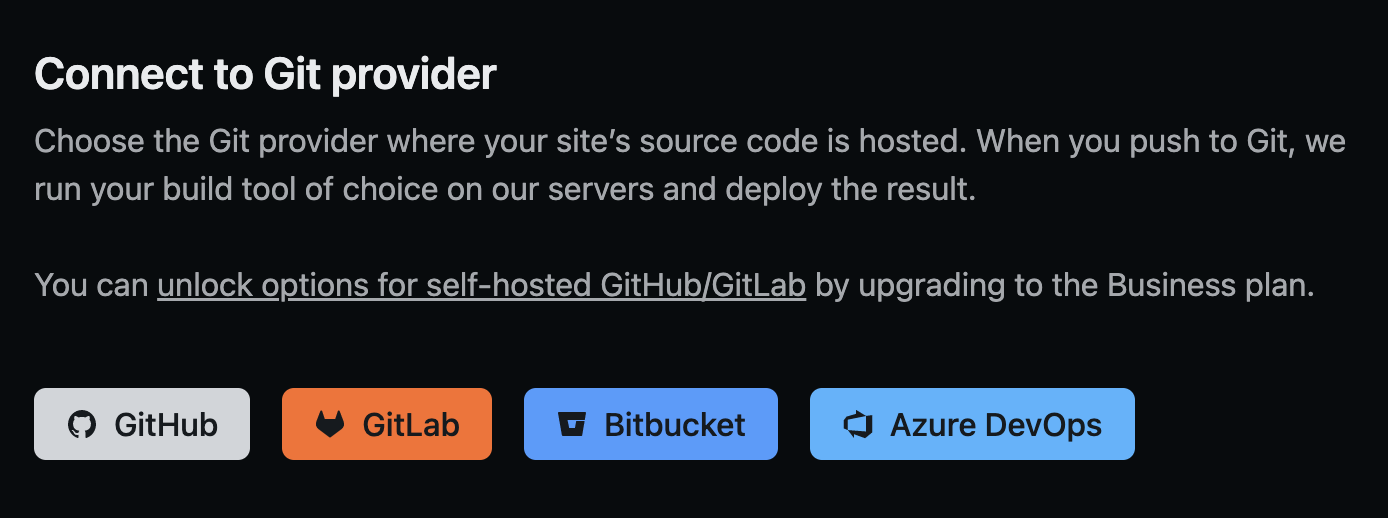 Connect to Git provider
Choose the Git provider where your site’s source code is hosted. When you push to Git, we
run your build tool of choice on our servers and deploy the result.
You can unlock options for self-hosted GitHub/GitLab by upgrading to the Business plan.
GitHub GitLab Bitbucket Azure DevOps